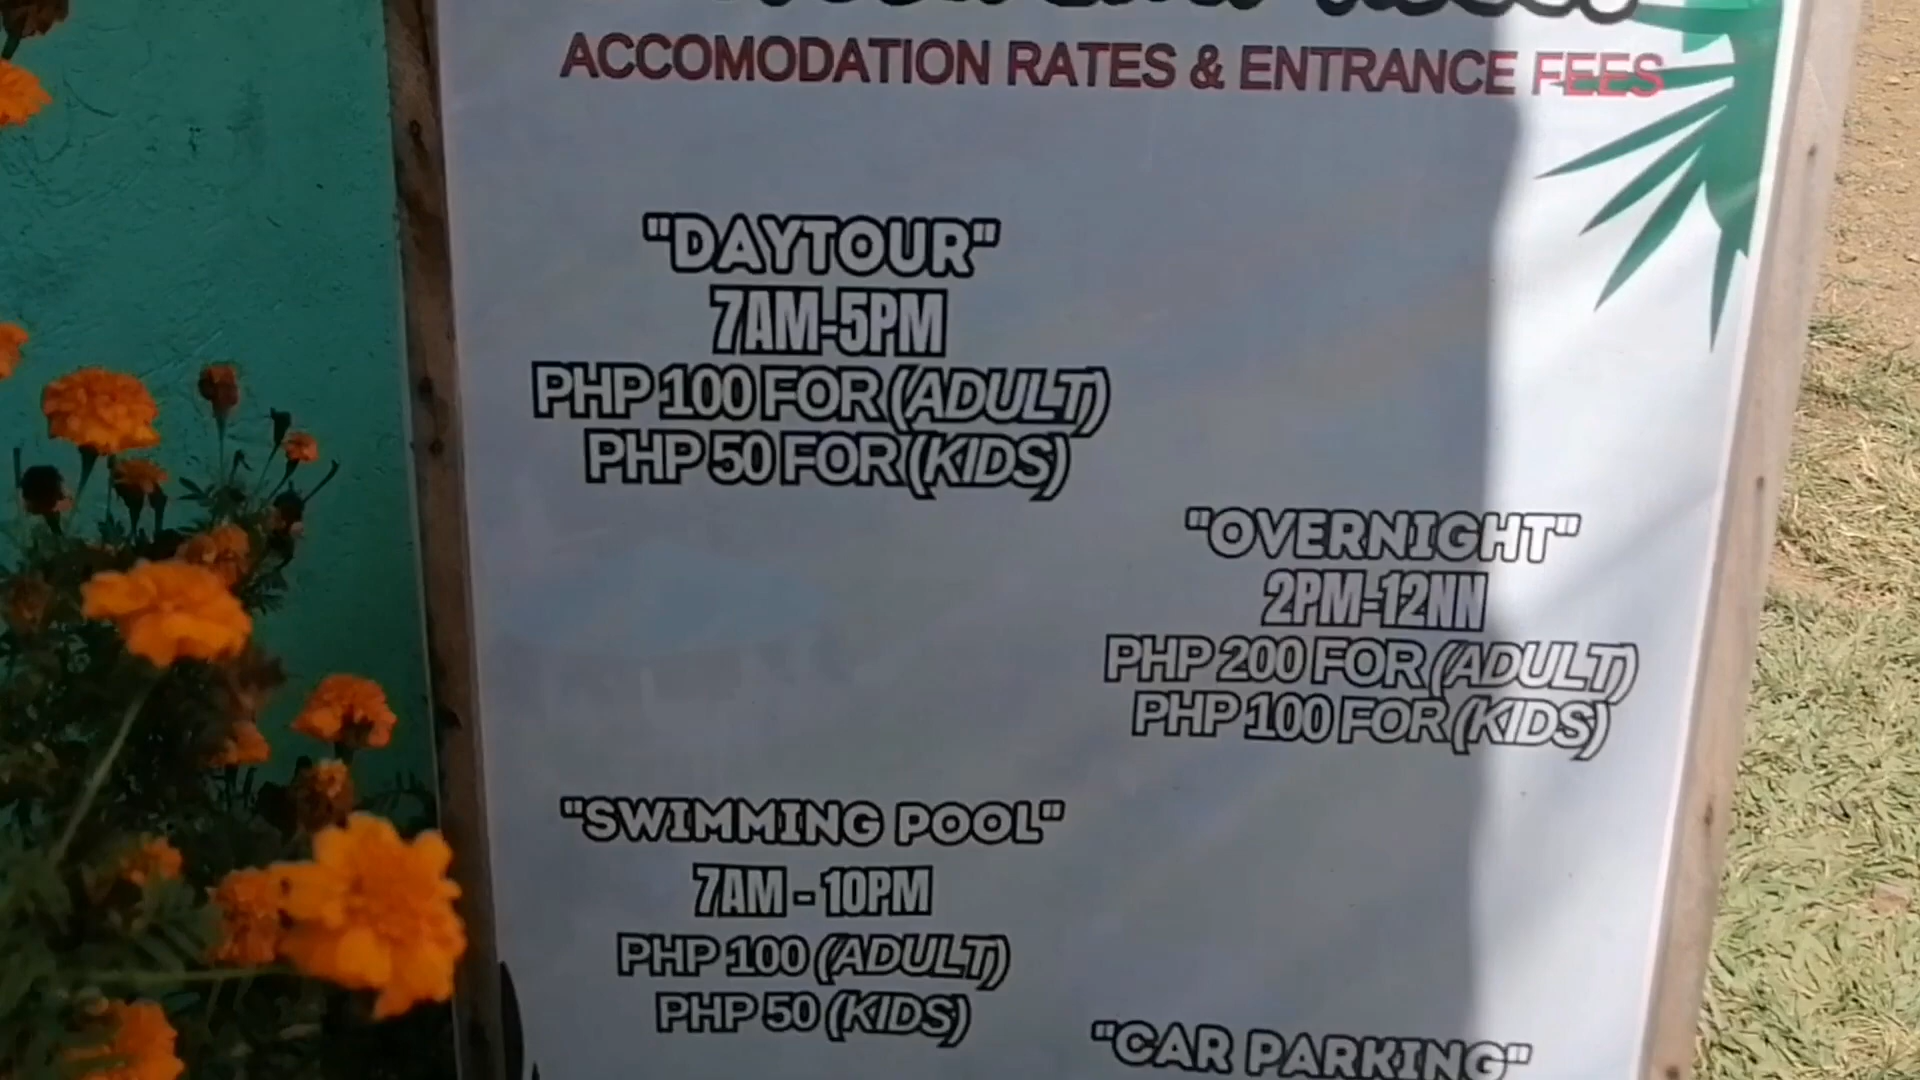 ACCOMODATION RATES & ENTRANCE FEES
"DAYTOUR"
7AM-5PM
PHP 100 FOR (ADULT)
PHP 50 FOR (KIDS)
"OVERNIGHT"
2PM-12NN
PHP 200 FOR (ADULT)
PHP 100 FOR (KIDS)
"SWIMMING POOL"
7AM - 10PM
PHP 100 (ADULT)
PHP 50 (KIDS)
"CAR PARKING"